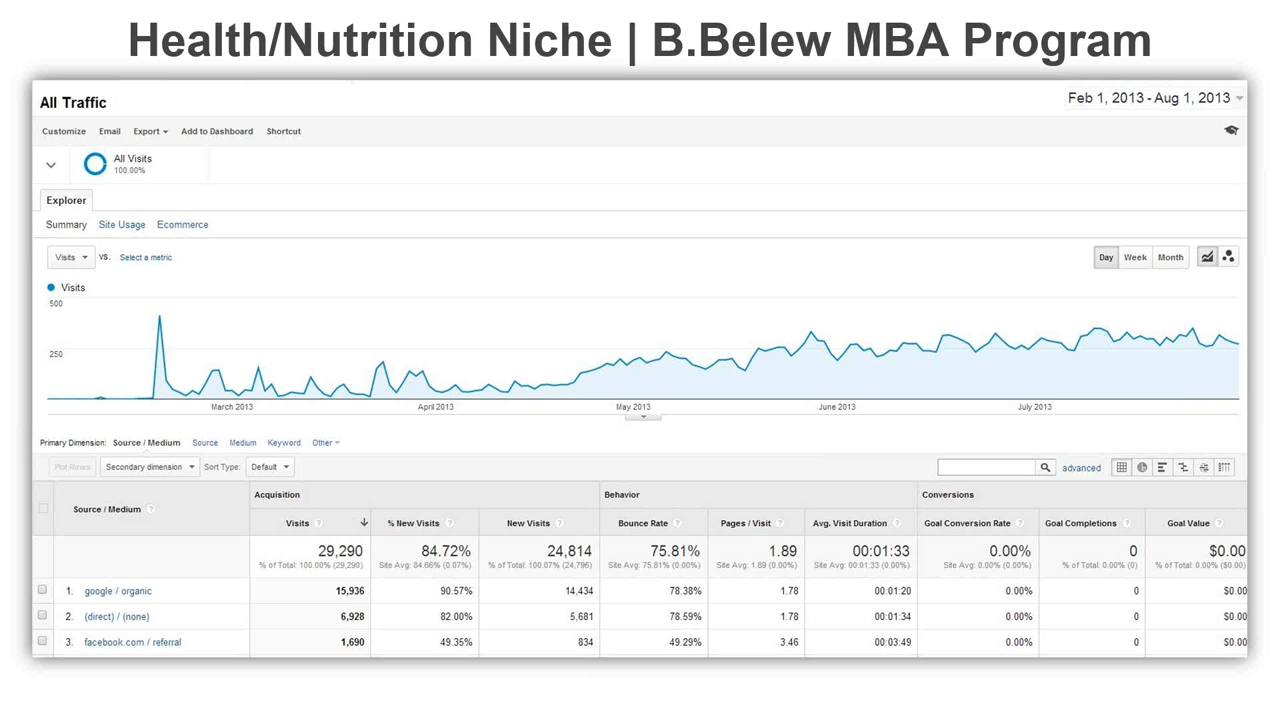 Health/Nutrition Niche | B.Belew MBA Program
All Traffic
Feb 1, 2013 - Aug 1, 2013
Customize Email Export Add to Dashboard Shortcut
All Visits
100.00%
Explorer
Summary Site Usage Ecommerce
Visits VS. Select a metric Day Week Month
Visits
500
250
March 2013 April 2013 May 2013 June 2013 July 2013
Primary Dimension: Source / Medium Source Medium Keyword Other
Plot Rows Secondary dimension Sort Type: Default advanced
Source / Medium ? Acquisition Behavior Conversions
Visits ? % New Visits ? New Visits ? Bounce Rate ? Pages / Visit ? Avg. Visit Duration ? Goal Conversion Rate ? Goal Completions ? Goal Value ?
29,290 84.72% 24,814 75.81% 1.89 00:01:33 0.00% 0 $0.00
% of Total: 100.00% (29,290) Site Avg: 84.66% (0.07%) % of Total: 100.07% (24,796) Site Avg: 75.81% (0.00%) Site Avg: 1.89 (0.00%) Site Avg: 00:01:33 (0.00%) Site Avg: 0.00% (0.00%) % of Total: 0.00% (0) % of Total: 0.00% ($0.00)
1. google / organic 15,936 90.57% 14,434 78.38% 1.78 00:01:20 0.00% 0 $0.00
2. (direct) / (none) 6,928 82.00% 5,681 78.59% 1.78 00:01:34 0.00% 0 $0.00
3. facebook.com / referral 1,690 49.35% 834 49.29% 3.46 00:03:49 0.00% 0 $0.00